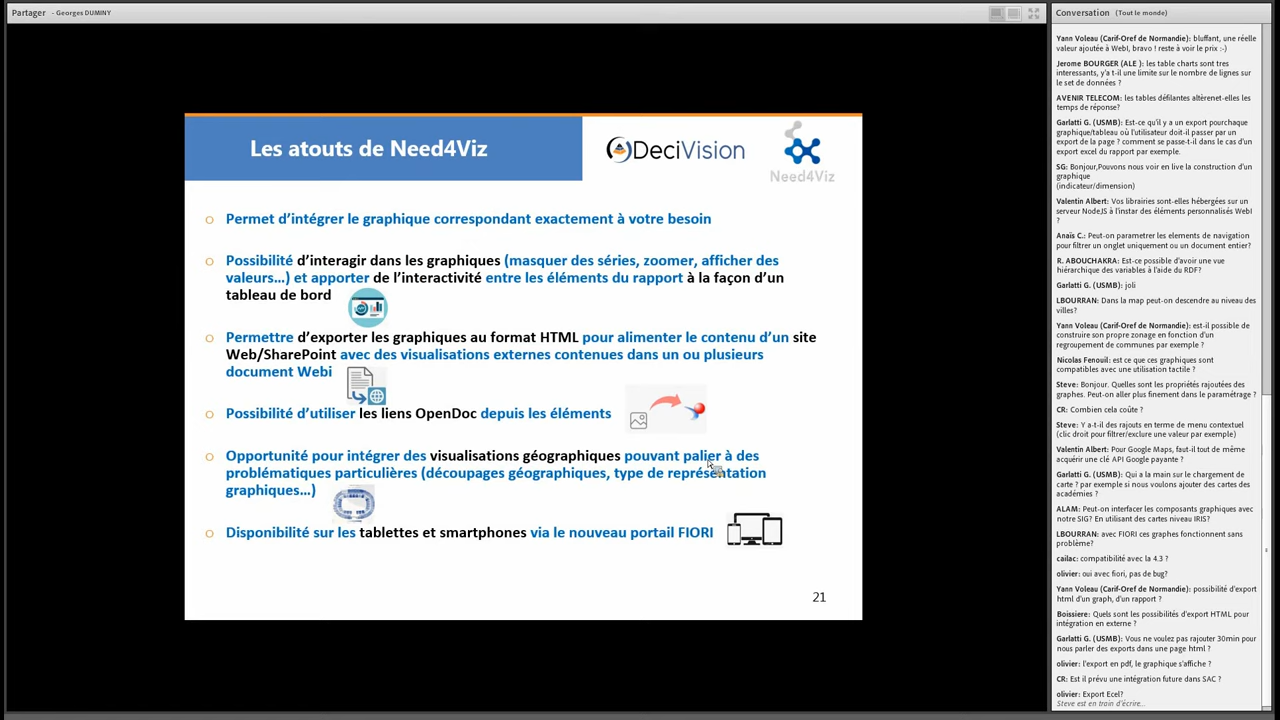 Partager - Georges DUMINY
Les atouts de Need4Viz
DeciVision
Need4Viz
o Permet d'intégrer le graphique correspondant exactement à votre besoin
o Possibilité d'interagir dans les graphiques (masquer des séries, zoomer, afficher des
valeurs...) et apporter de l'interactivité entre les éléments du rapport à la façon d'un
tableau de bord
o Permettre d'exporter les graphiques au format HTML pour alimenter le contenu d'un site
Web/SharePoint avec des visualisations externes contenues dans un ou plusieurs
document Webi
o Possibilité d'utiliser les liens OpenDoc depuis les éléments
o Opportunité pour intégrer des visualisations géographiques pouvant palier à des
problématiques particulières (découpages géographiques, type de représentation
graphiques...)
o Disponibilité sur les tablettes et smartphones via le nouveau portail FIORI
21
Conversation (Tout le monde)
Yann Voleau (Carif-Oref de Normandie): bluffant, une réelle
valeur ajoutée à WebI, bravo ! reste à voir le prix :-)
Jerome BOURGER (ALE ): les table charts sont tres
interessants, y'a t-il une limite sur le nombre de lignes sur
le set de données ?
AVENIR TELECOM: les tables défilantes altèrenet-elles les
temps de réponse?
Garlatti G. (USMB): Est-ce qu'il y a un export pourchaque
graphique/tableau où l'utilisateur doit-il passer par un
export de la page ? comment se passe-t-il dans le cas d'un
export excel du rapport par exemple.
SG: Bonjour,Pouvons nous voir en live la construction d'un
graphique
(indicateur/dimension)
Valentin Albert: Vos librairies sont-elles hébergées sur un
serveur NodeJS à l'instar des éléments personnalisés WebI
?
Anaïs C.: Peut-on parametrer les elements de navigation
pour filtrer un onglet uniquement ou un document entier?
R. ABOUCHAKRA: Est-ce possible d'avoir une vue
hiérarchique des variables à l'aide du RDF?
Garlatti G. (USMB): joli
LBOURRAN: Dans la map peut-on descendre au niveau des
villes?
Yann Voleau (Carif-Oref de Normandie): est-il possible de
construire son propre zonage en fonction d'un
regroupement de communes par exemple ?
Nicolas Fenouil: est ce que ces graphiques sont
compatibles avec une utilisation tactile ?
Steve: Bonjour. Quelles sont les propriétés rajoutées des
graphes. Peut-on aller plus finement dans le paramétrage ?
CR: Combien cela coûte ?
Steve: Y a-t-il des rajouts en terme de menu contextuel
(clic droit pour filtrer/exclure une valeur par exemple)
Valentin Albert: Pour Google Maps, faut-il tout de même
acquérir une clé API Google payante ?
Garlatti G. (USMB): Qui a la main sur le chargement de
carte ? par exemple si nous voulons ajouter des cartes des
académies ?
ALAM: Peut-on interfacer les composants graphiques avec
notre SIG? En utilisant des cartes niveau IRIS?
LBOURRAN: avec FIORI ces graphes fonctionnent sans
problème?
cailac: compatibilité avec la 4.3 ?
olivier: oui avec fiori, pas de bug?
Yann Voleau (Carif-Oref de Normandie): possibilité d'export
html d'un graph, d'un rapport ?
Boissiere: Quels sont les possibilités d'export HTML pour
intégration en externe ?
Garlatti G. (USMB): Vous ne voulez pas rajouter 30min pour
nous parler des exports dans une page html ?
olivier: l'export en pdf, le graphique s'affiche ?
CR: Est il prévu une intégration future dans SAC ?
olivier: Export Ecel?
Steve est en train d'écrire...